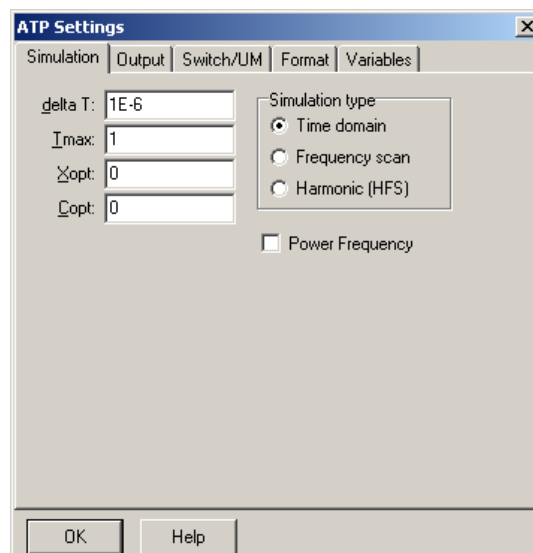 ATP Settings
Simulation Output Switch/UM Format Variables
delta T: 1E-6
Tmax: 1
Xopt: 0
Copt: 0
Simulation type
Time domain
Frequency scan
Harmonic (HFS)
Power Frequency
OK Help